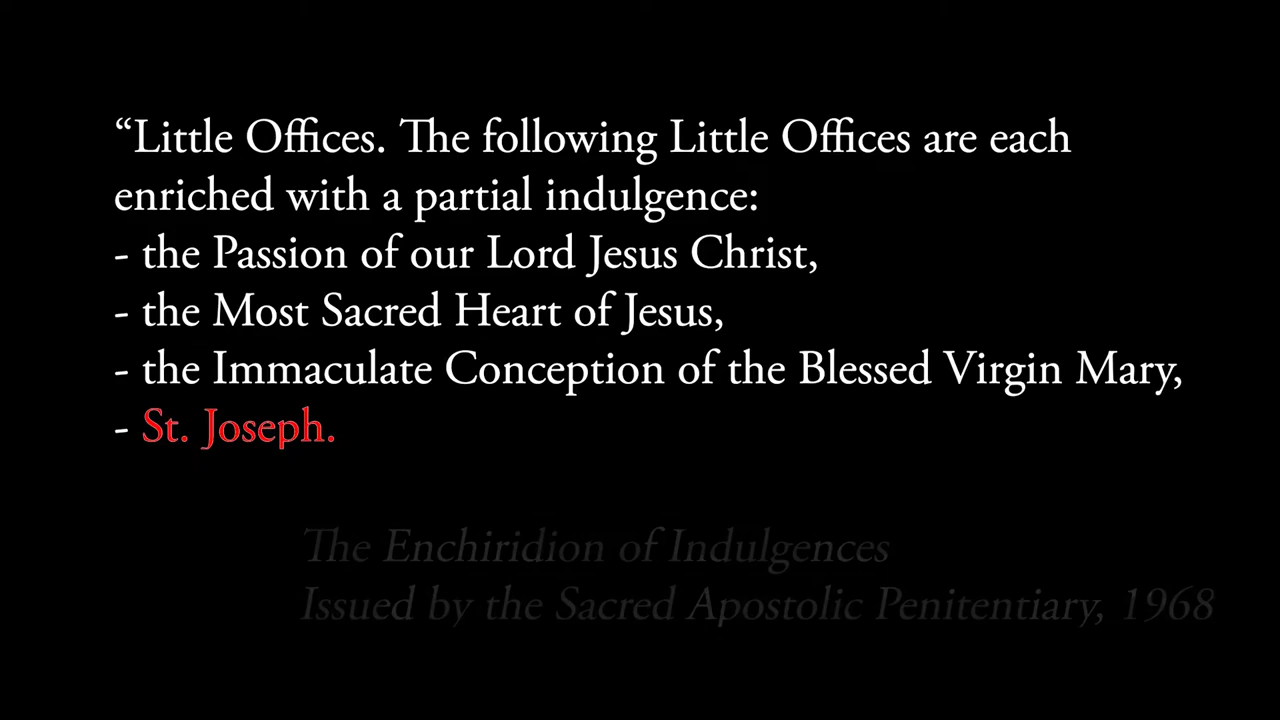 “Little Offices. The following Little Offices are each
enriched with a partial indulgence:
- the Passion of our Lord Jesus Christ,
- the Most Sacred Heart of Jesus,
- the Immaculate Conception of the Blessed Virgin Mary,
- St. Joseph.
The Enchiridion of Indulgences
Issued by the Sacred Apostolic Penitentiary, 1968